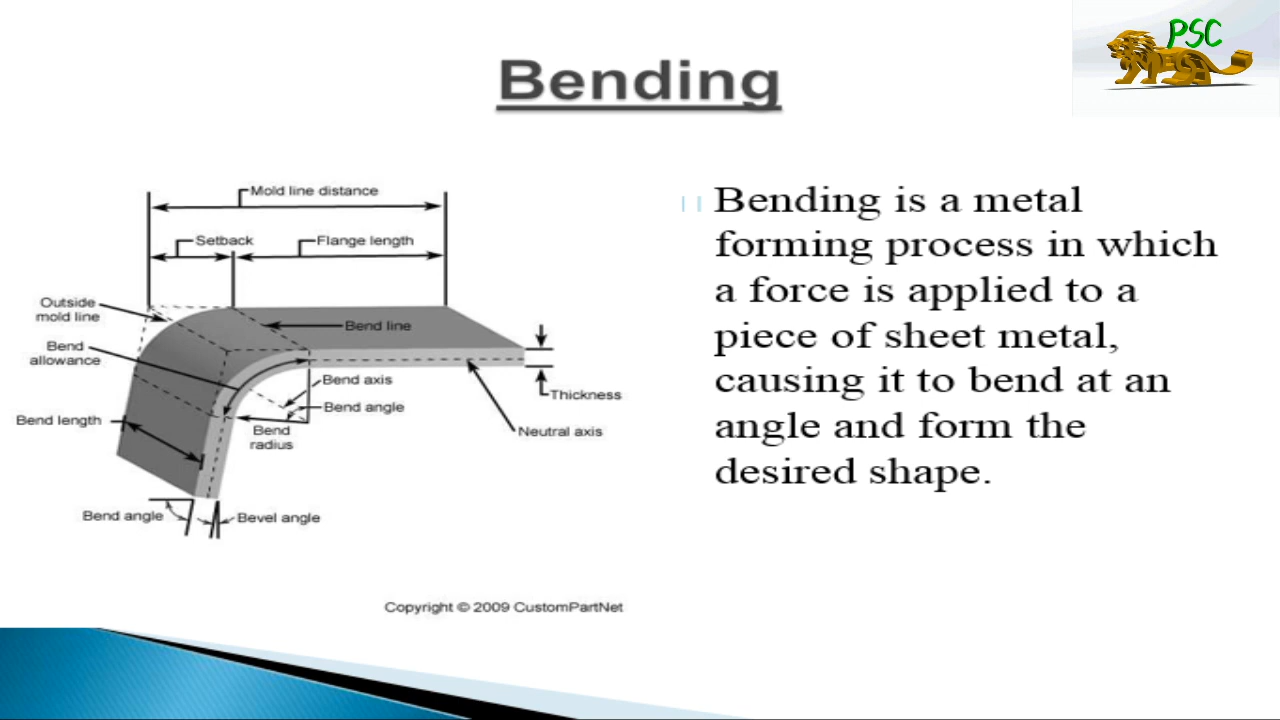 PSC
Bending
Mold line distance
Setback
Flange length
Outside
mold line
Bend line
Bend
allowance
Bend axis
Thickness
Bend angle
Bend length
Bend
radius
Neutral axis
Bend angle
Bevel angle
Copyright © 2009 CustomPartNet
Bending is a metal
forming process in which
a force is applied to a
piece of sheet metal,
causing it to bend at an
angle and form the
desired shape.